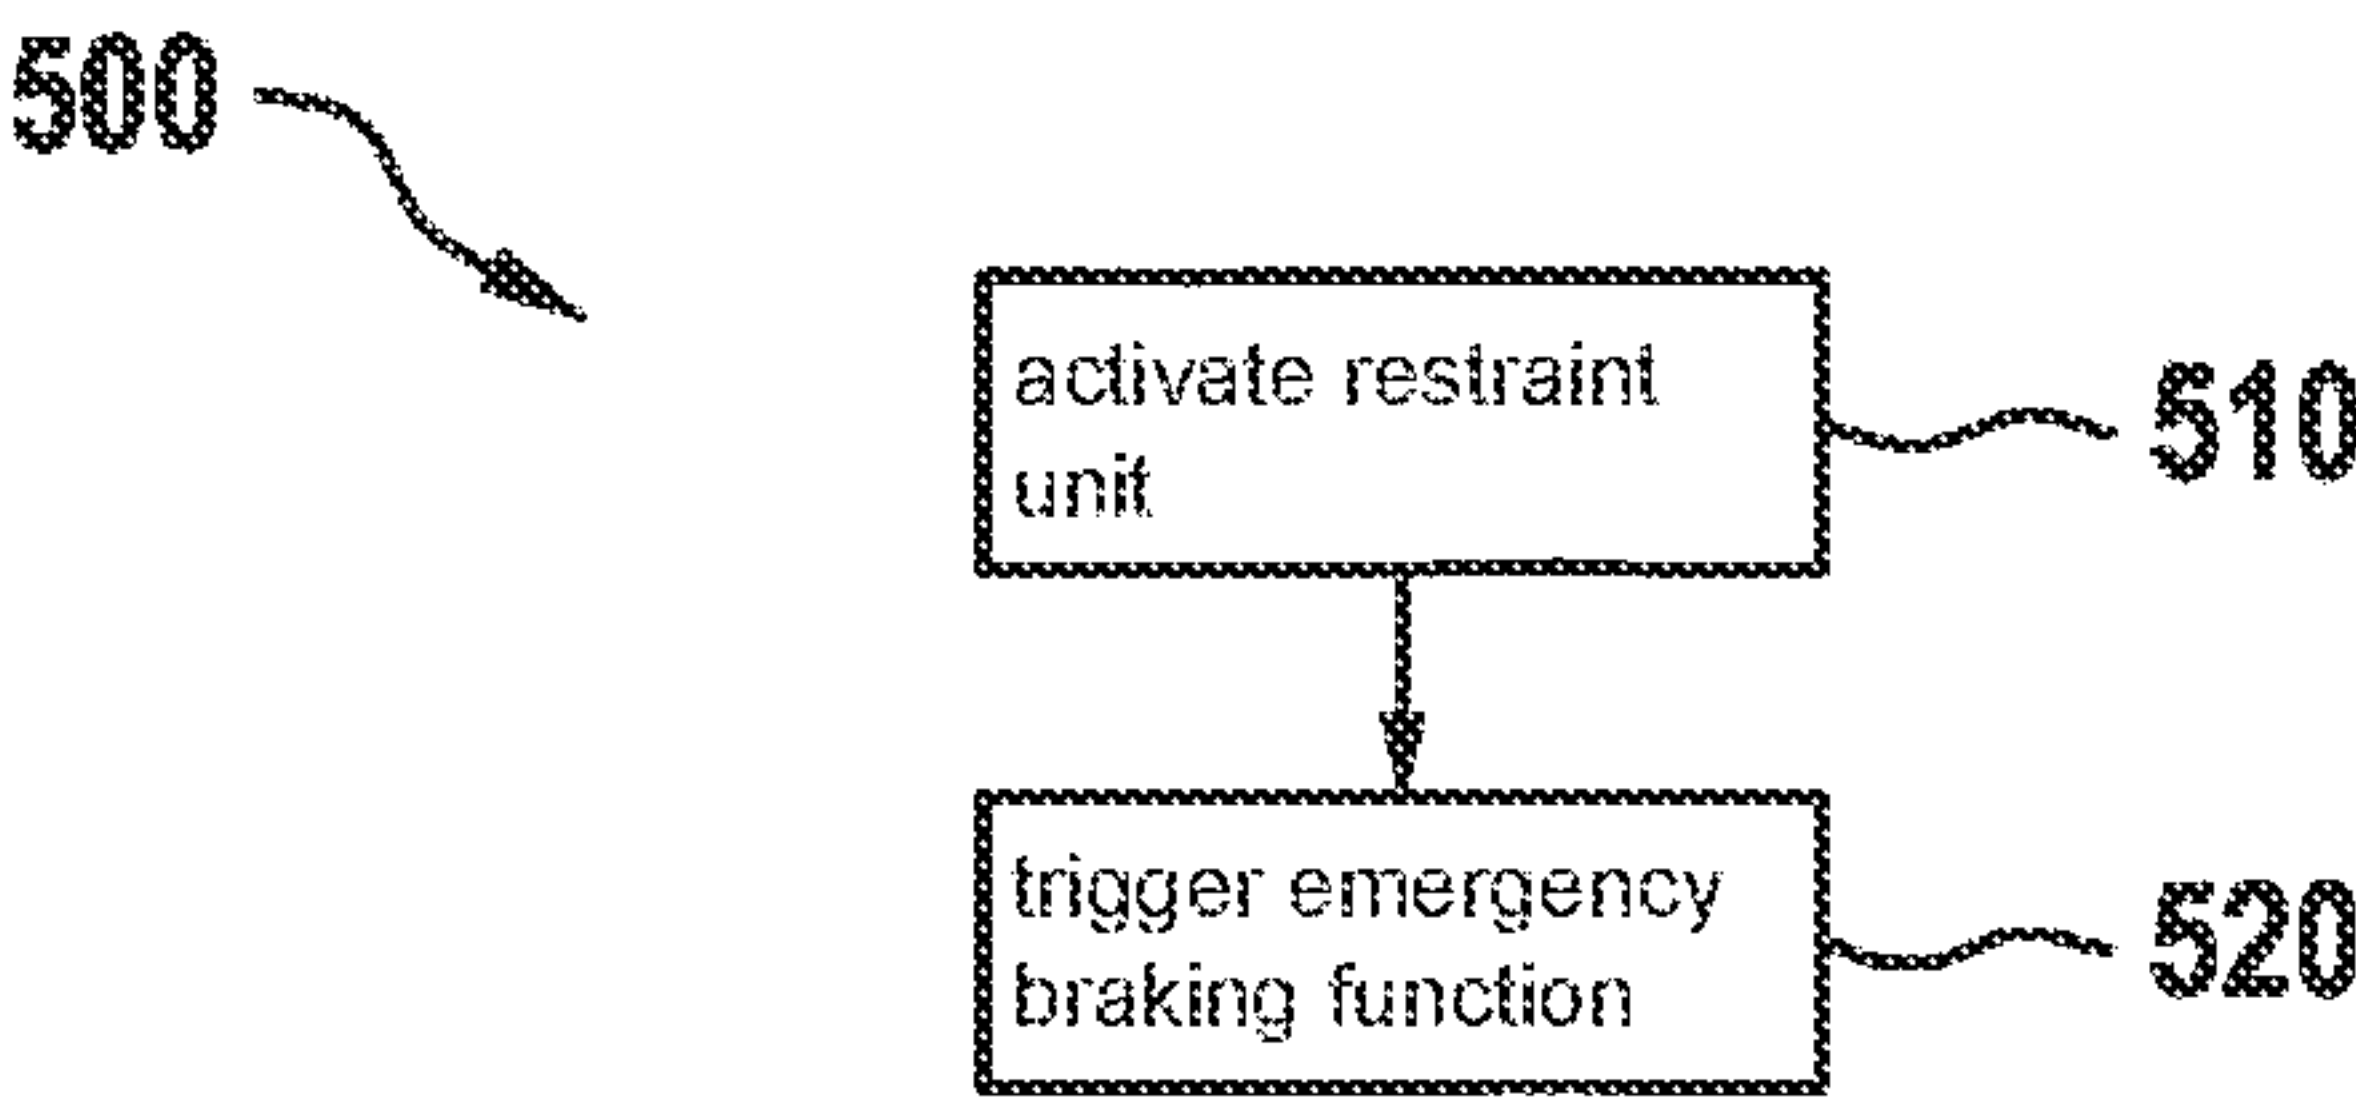 500
activate restraint
unit
510
trigger emergency
braking function
520